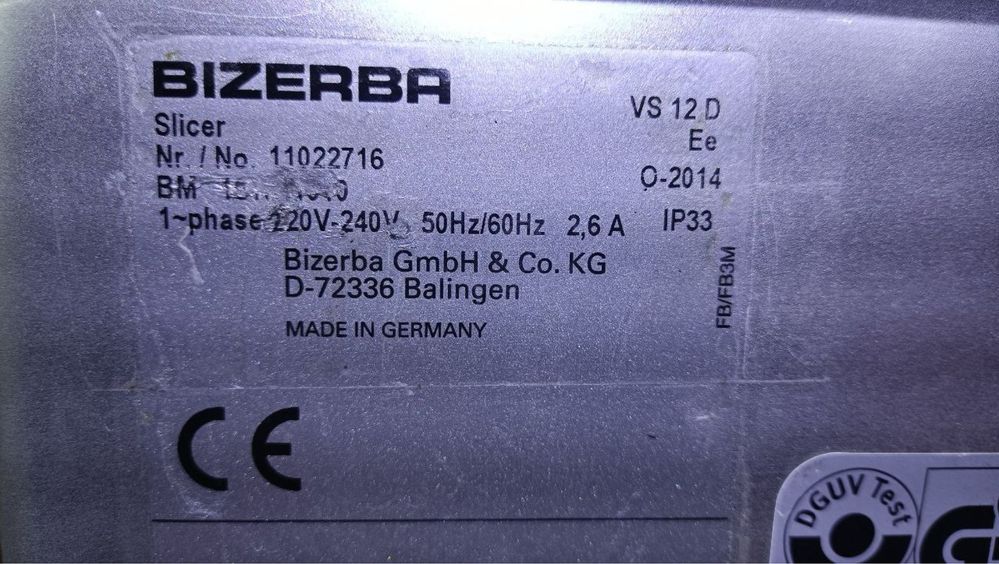 BIZERBA
VS 12 D
Slicer
Ee
Nr. / No. 11022716
O-2014
BM
1~phase 220V-240V 50Hz/60Hz 2,6 A IP33
Bizerba GmbH & Co. KG
D-72336 Balingen
FB/FB3M
MADE IN GERMANY
CE
DGUV Test